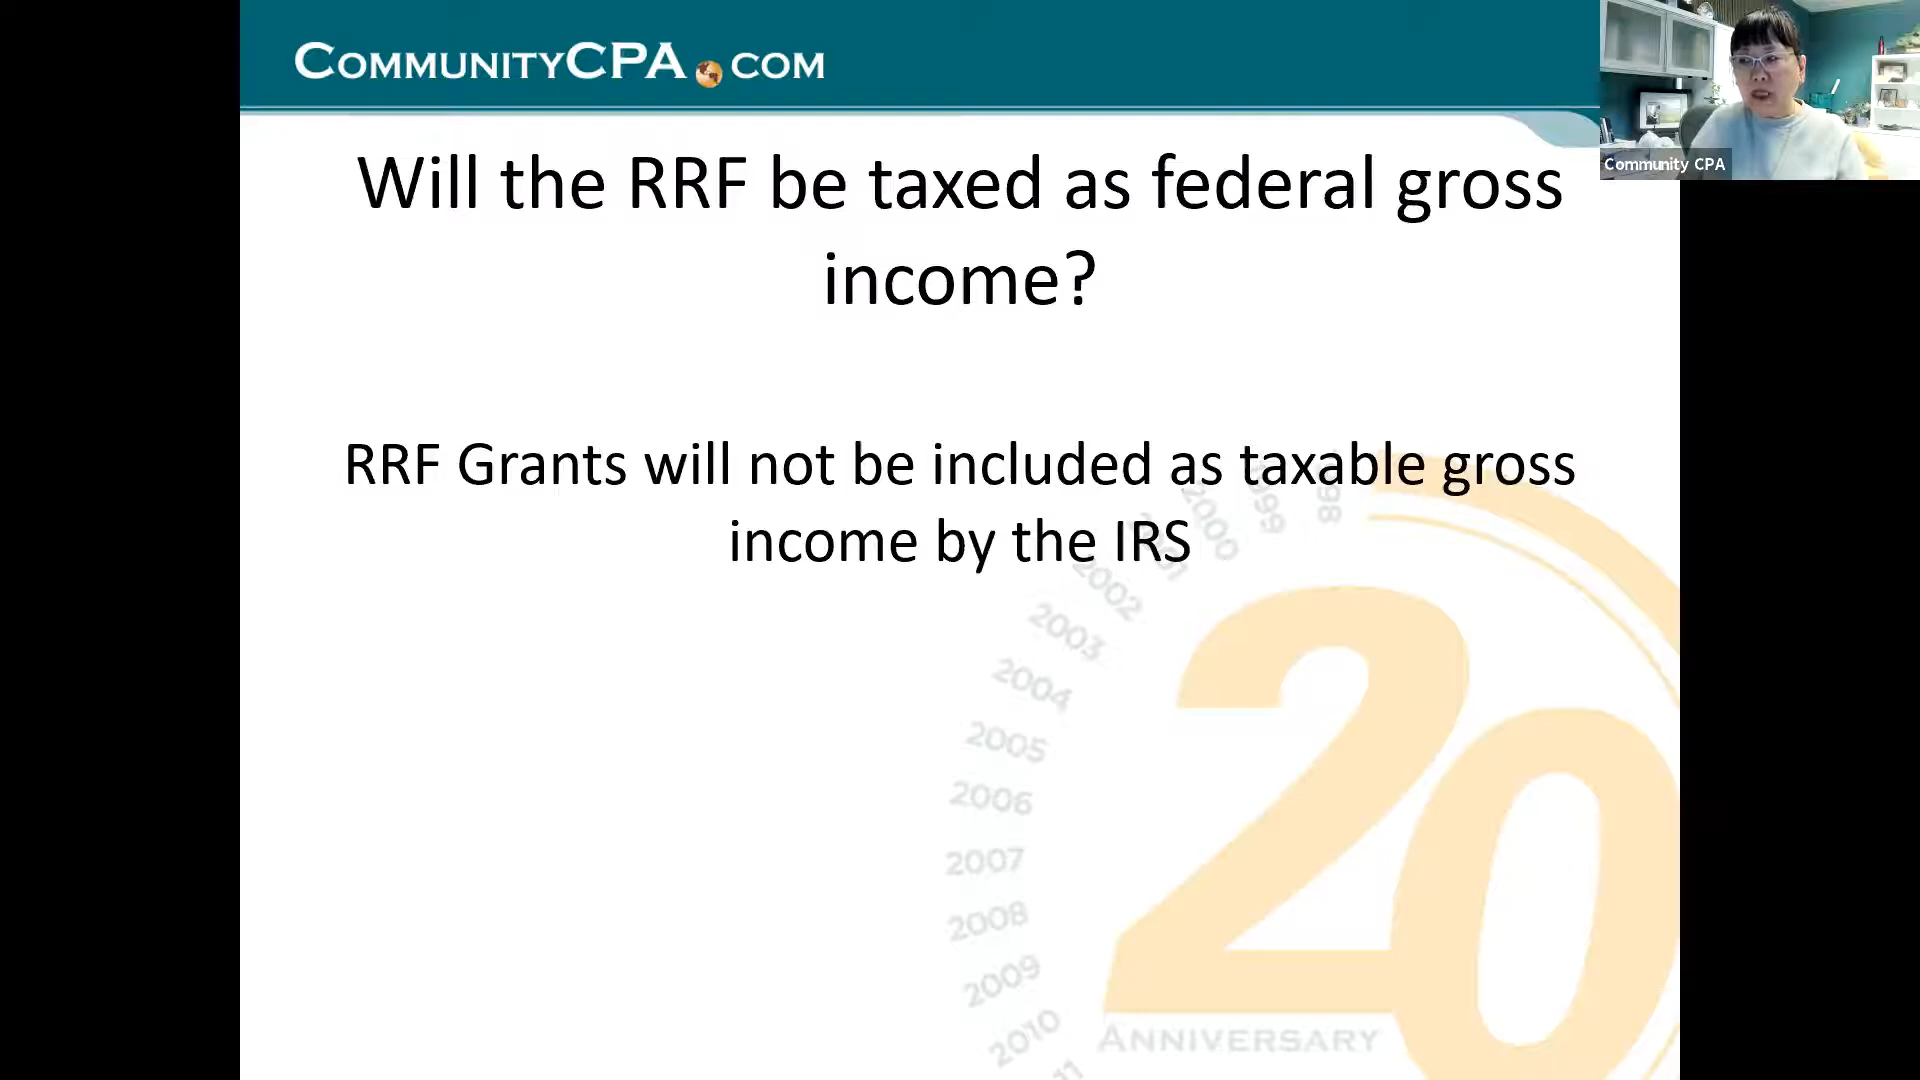 COMMUNITYCPA.COM
Community CPA
Will the RRF be taxed as federal gross
income?
RRF Grants will not be included as taxable gross
income by the IRS
1999
2000
2002
2003
2004
2005
2006
2007
2008
2009
2010
20
ANNIVERSARY